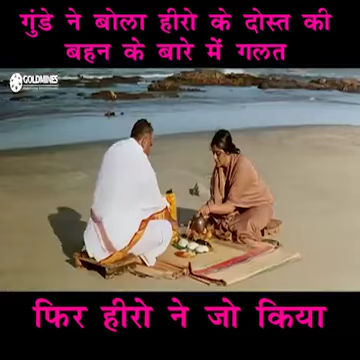 गुंडे ने बोला हीरो के दोस्त की
बहन के बारे में गलत
GOLDMINES
फिर हीरो ने जो किया